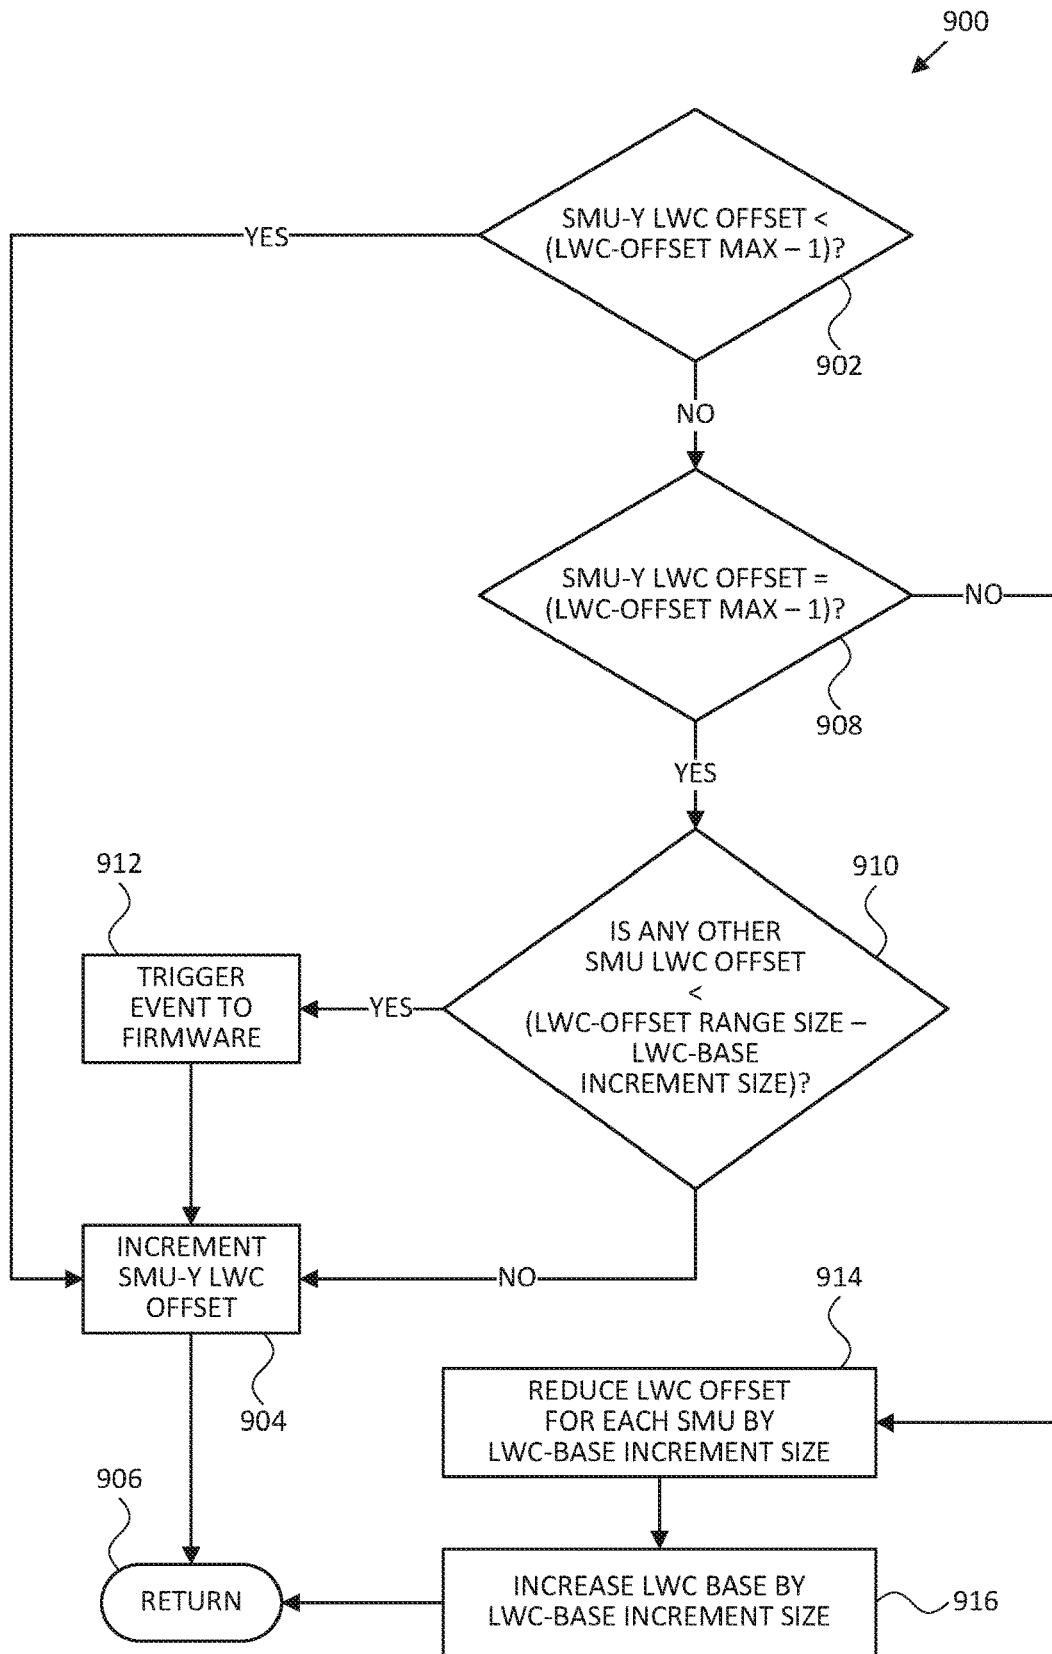 900
SMU-Y LWC OFFSET <
(LWC-OFFSET MAX – 1)?
YES
902
NO
SMU-Y LWC OFFSET =
(LWC-OFFSET MAX – 1)?
NO
908
YES
912
910
IS ANY OTHER
SMU LWC OFFSET
<
(LWC-OFFSET RANGE SIZE –
LWC-BASE
INCREMENT SIZE)?
TRIGGER
EVENT TO
FIRMWARE
YES
INCREMENT
SMU-Y LWC
OFFSET
NO
904
914
REDUCE LWC OFFSET
FOR EACH SMU BY
LWC-BASE INCREMENT SIZE
906
RETURN
INCREASE LWC BASE BY
LWC-BASE INCREMENT SIZE
916